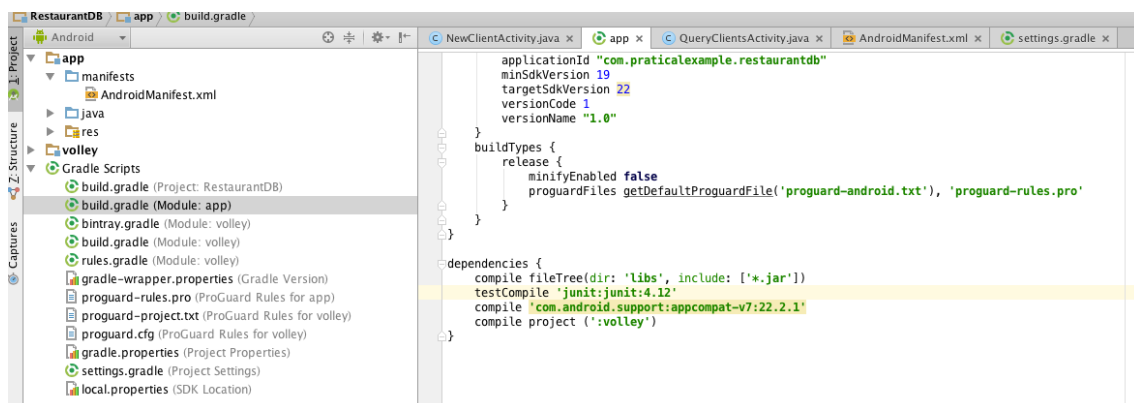 RestaurantDB app build.gradle
Android
NewClientActivity.java app QueryClientsActivity.java AndroidManifest.xml settings.gradle
1: Project
Z: Structure
Captures
app
manifests
AndroidManifest.xml
java
res
volley
Gradle Scripts
build.gradle (Project: RestaurantDB)
build.gradle (Module: app)
bintray.gradle (Module: volley)
build.gradle (Module: volley)
rules.gradle (Module: volley)
gradle-wrapper.properties (Gradle Version)
proguard-rules.pro (ProGuard Rules for app)
proguard-project.txt (ProGuard Rules for volley)
proguard.cfg (ProGuard Rules for volley)
gradle.properties (Project Properties)
settings.gradle (Project Settings)
local.properties (SDK Location)
applicationId "com.praticalexample.restaurantdb"
minSdkVersion 19
targetSdkVersion 22
versionCode 1
versionName "1.0"
}
buildTypes {
release {
minifyEnabled false
proguardFiles getDefaultProguardFile('proguard-android.txt'), 'proguard-rules.pro'
}
}
}
dependencies {
compile fileTree(dir: 'libs', include: ['*.jar'])
testCompile 'junit:junit:4.12'
compile 'com.android.support:appcompat-v7:22.2.1'
compile project (':volley')
}